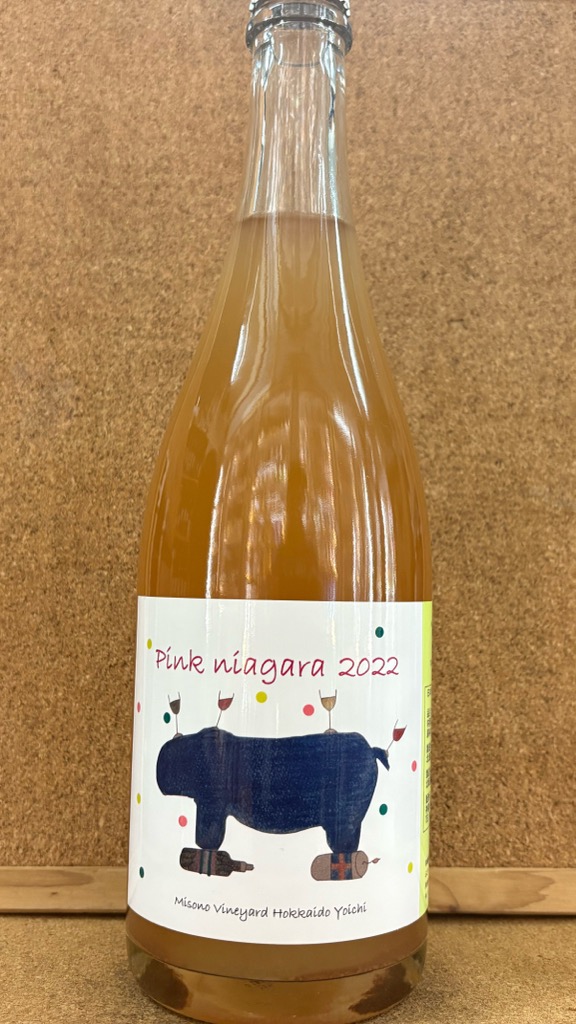 Pink niagara 2022
Misono Vineyard Hokkaido Yoichi